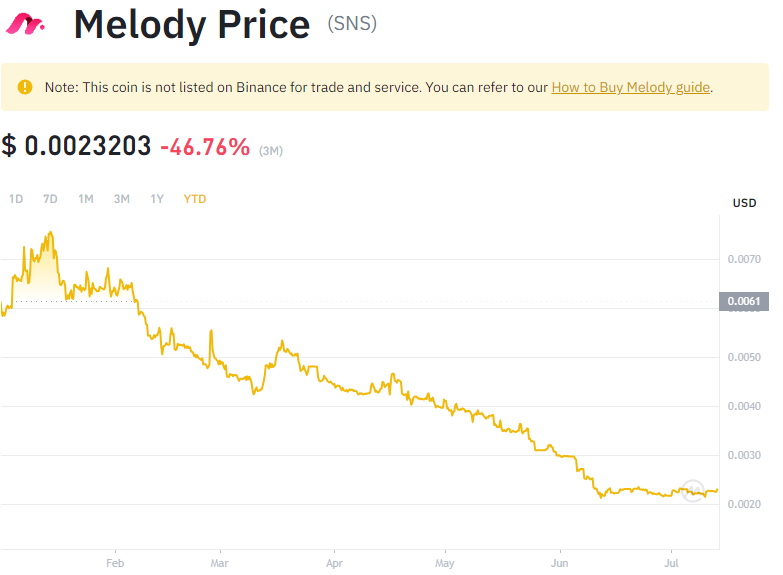 Melody Price (SNS)
Note: This coin is not listed on Binance for trade and service. You can refer to our How to Buy Melody guide.
$ 0.0023203 -46.76% (3M)
1D 7D 1M 3M 1Y YTD
USD
0.0070
0.0061
0.0050
0.0040
0.0030
0.0020
Feb Mar Apr May Jun Jul